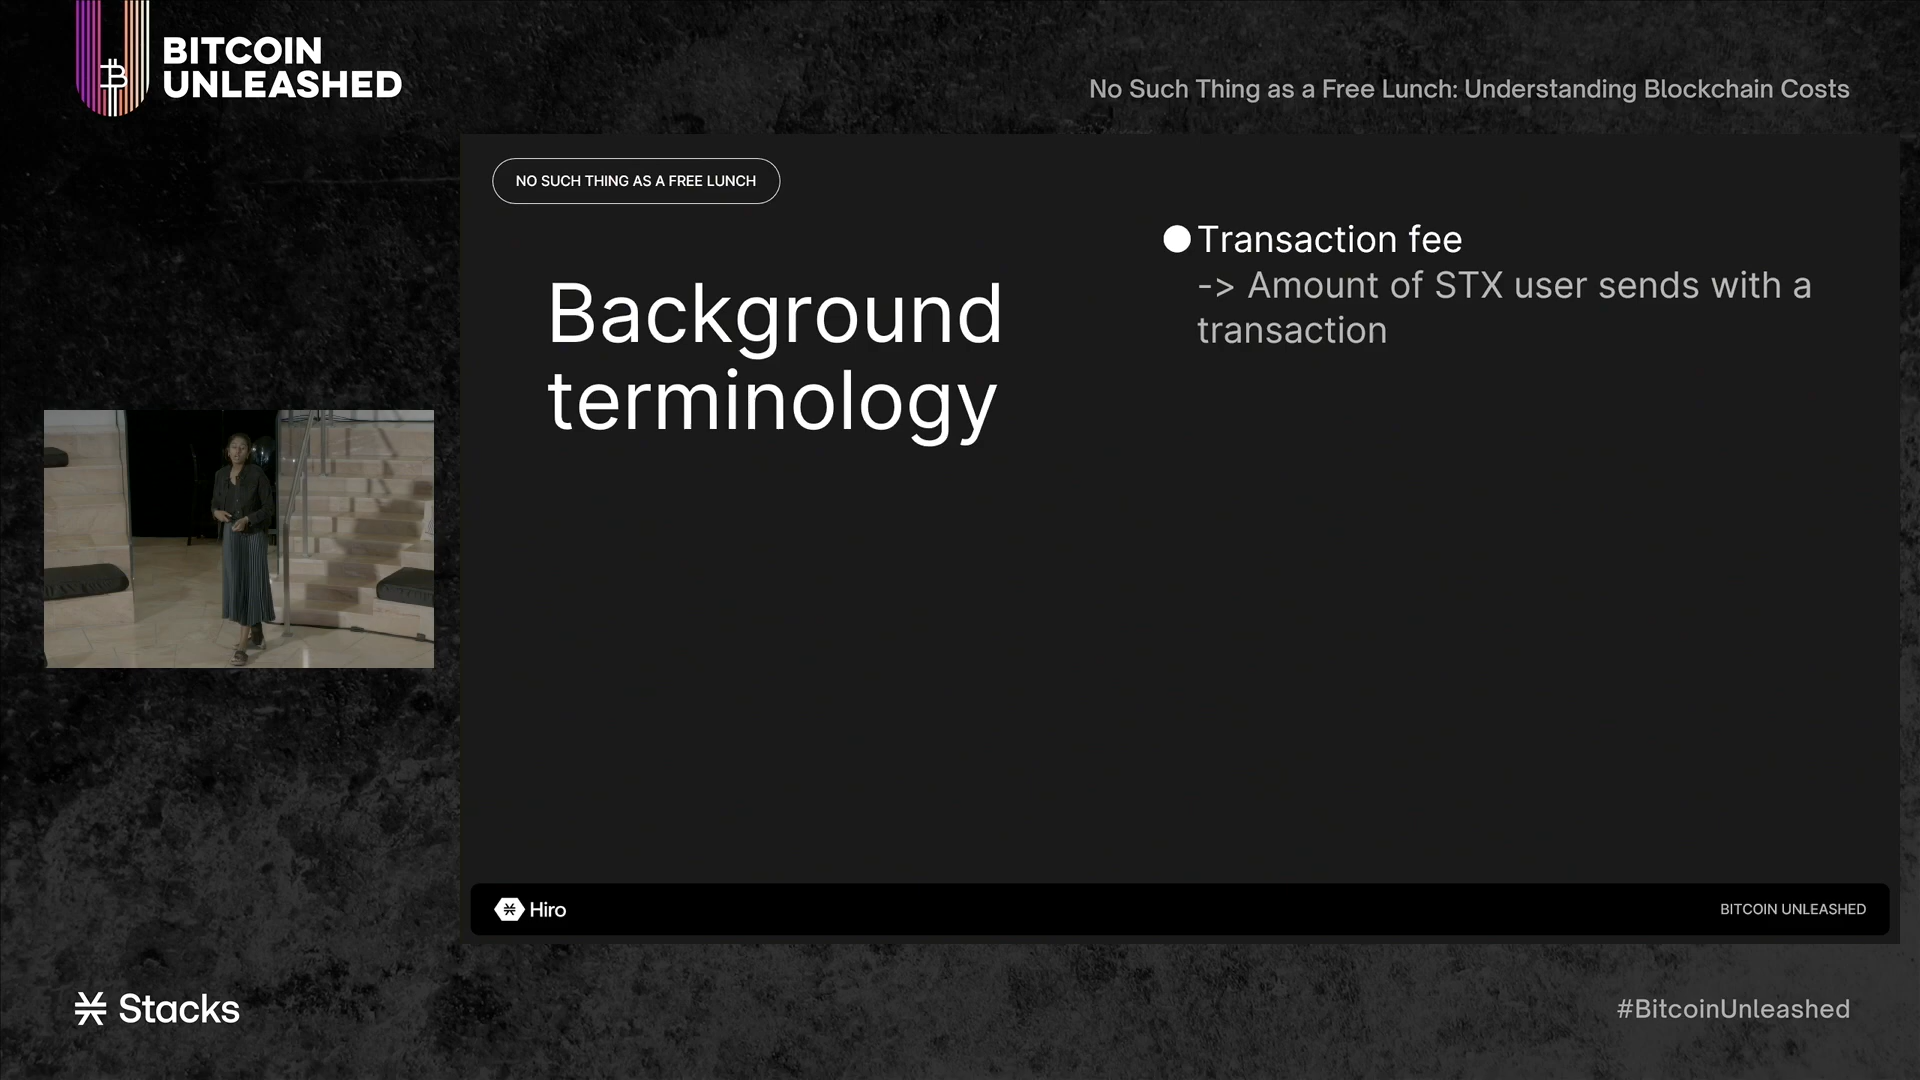 BITCOIN
UNLEASHED
No Such Thing as a Free Lunch: Understanding Blockchain Costs
NO SUCH THING AS A FREE LUNCH
Background
terminology
Transaction fee
-> Amount of STX user sends with a
transaction
Hiro
BITCOIN UNLEASHED
Stacks
#BitcoinUnleashed